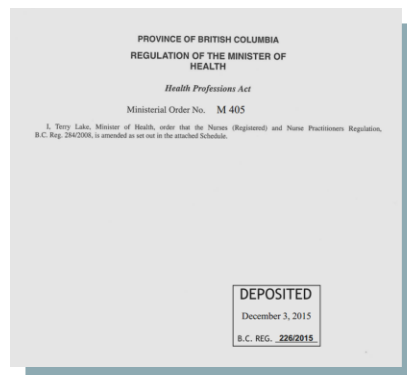 PROVINCE OF BRITISH COLUMBIA
REGULATION OF THE MINISTER OF
HEALTH
Health Professions Act
Ministerial Order No. M 405
I, Terry Lake, Minister of Health, order that the Nurses (Registered) and Nurse Practitioners Regulation,
B.C. Reg. 284/2008, is amended as set out in the attached Schedule.
DEPOSITED
December 3, 2015
B.C. REG. 226/2015